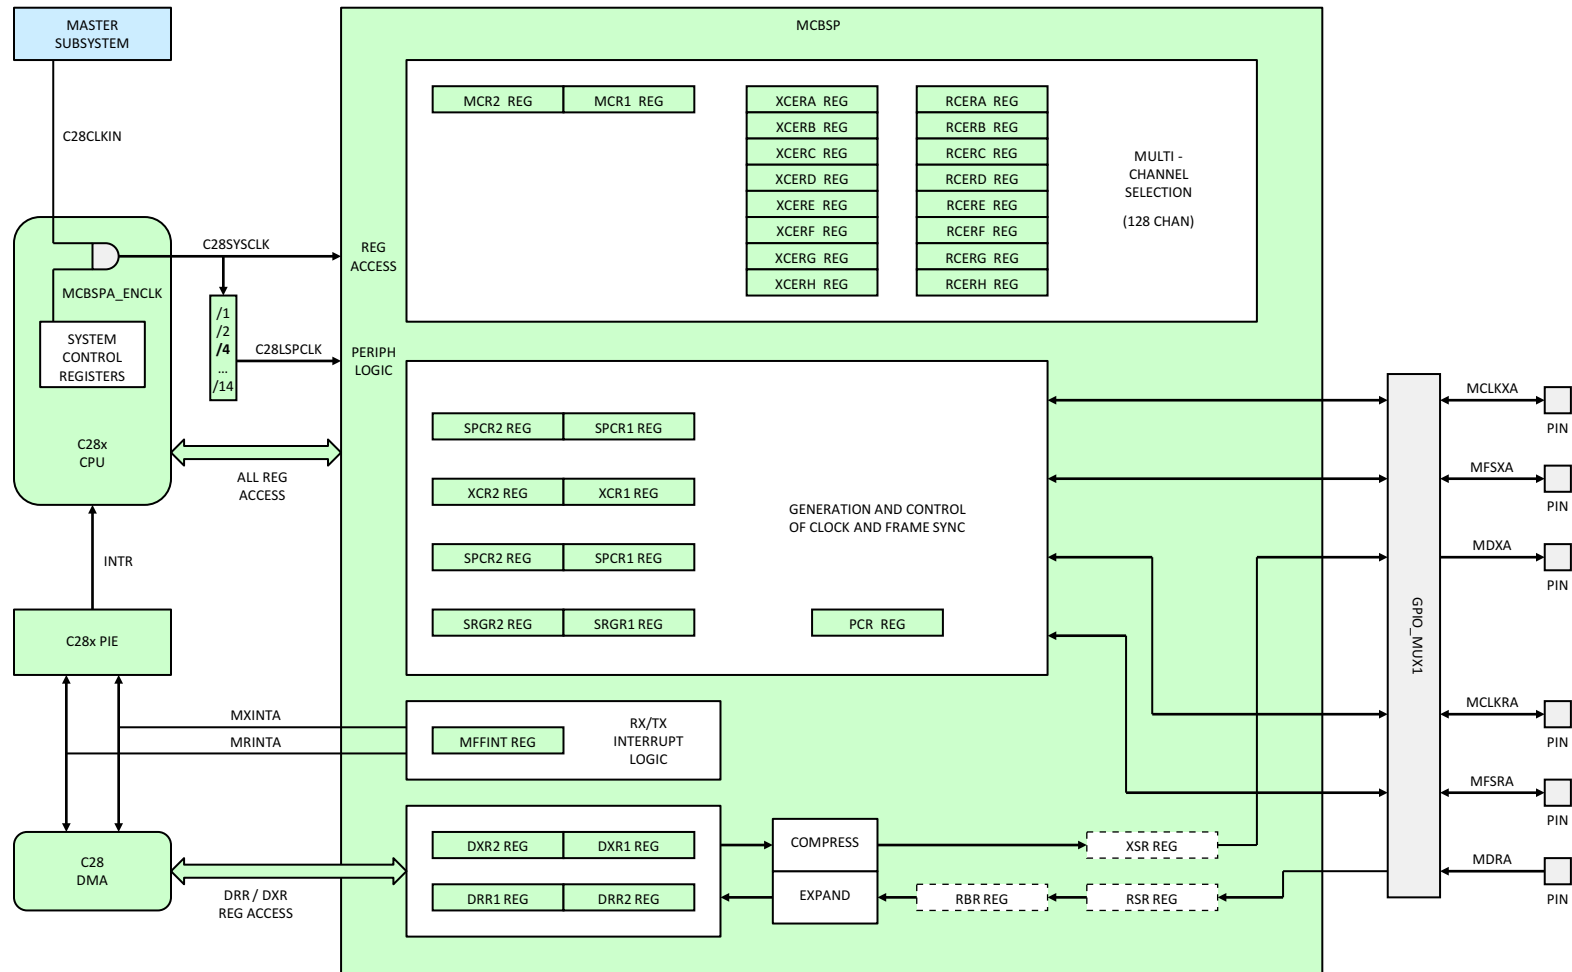 MASTER
SUBSYSTEM
MCBSP
C28CLKIN
MCR2 REG
MCR1 REG
XCERA REG
XCERB REG
XCERC REG
XCERD REG
XCERE REG
XCERF REG
XCERG REG
XCERH REG
RCERA REG
RCERB REG
RCERC REG
RCERD REG
RCERE REG
RCERF REG
RCERG REG
RCERH REG
MULTI -
CHANNEL
SELECTION
(128 CHAN)
C28SYSCLK
REG
ACCESS
MCBSPA_ENCLK
SYSTEM
CONTROL
REGISTERS
/1
/2
/4
...
/14
C28LSPCLK
PERIPH
LOGIC
C28x
CPU
ALL REG
ACCESS
SPCR2 REG
SPCR1 REG
XCR2 REG
XCR1 REG
SPCR2 REG
SPCR1 REG
SRGR2 REG
SRGR1 REG
GENERATION AND CONTROL
OF CLOCK AND FRAME SYNC
PCR REG
INTR
C28x PIE
MXINTA
MRINTA
MFFINT REG
RX/TX
INTERRUPT
LOGIC
C28
DMA
DRR / DXR
REG ACCESS
DXR2 REG
DXR1 REG
DRR1 REG
DRR2 REG
COMPRESS
EXPAND
XSR REG
RBR REG
RSR REG
GPIO_MUX1
MCLKXA
PIN
MFSXA
PIN
MDXA
PIN
MCLKRA
PIN
MFSRA
PIN
MDRA
PIN